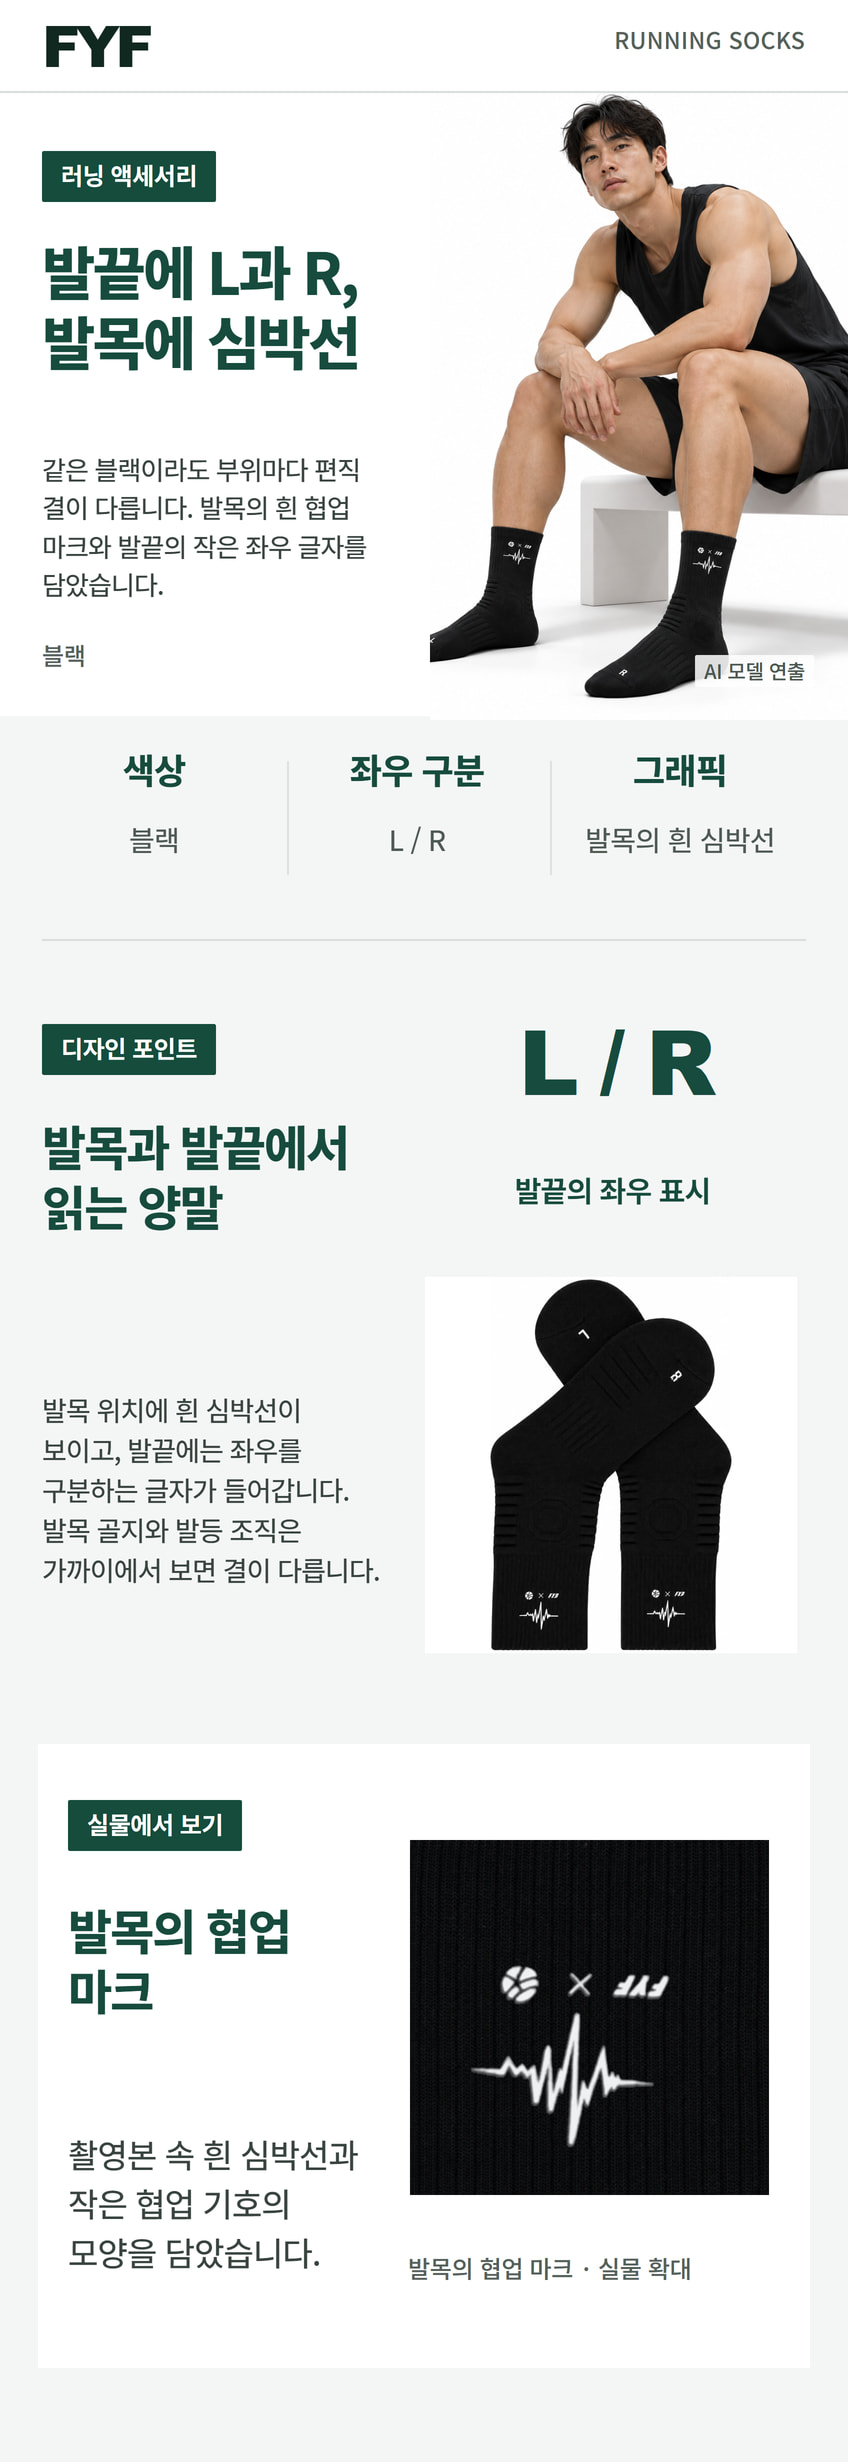 FYF
RUNNING SOCKS
러닝 액세서리
발끝에 L과 R,
발목에 심박선
같은 블랙이라도 부위마다 편직
결이 다릅니다. 발목의 흰 협업
마크와 발끝의 작은 좌우 글자를
담았습니다.
블랙
R
AI 모델 연출
색상
좌우 구분
그래픽
블랙
L / R
발목의 흰 심박선
디자인 포인트
L / R
발목과 발끝에서
읽는 양말
발끝의 좌우 표시
L
R
발목 위치에 흰 심박선이
보이고, 발끝에는 좌우를
구분하는 글자가 들어갑니다.
발목 골지와 발등 조직은
가까이에서 보면 결이 다릅니다.
실물에서 보기
발목의 협업
마크
× FYF
촬영본 속 흰 심박선과
작은 협업 기호의
모양을 담았습니다.
발목의 협업 마크 · 실물 확대